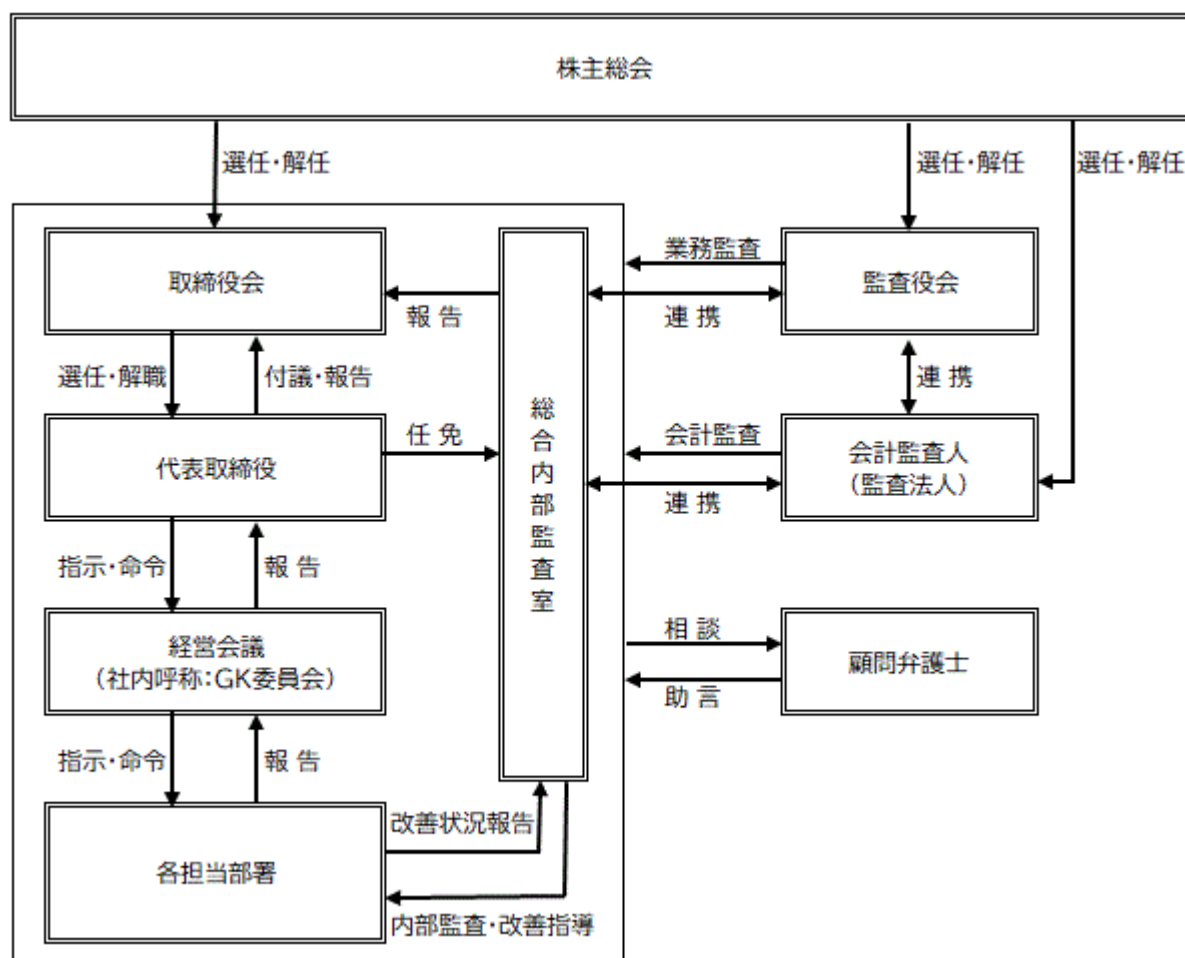 株主総会
選任・解任
選任・解任
選任・解任
取締役会
業務監査
監査役会
報 告
連 携
選任・解職
付議・報告
連 携
総合内部監査室
代表取締役
任 免
会計監査
会計監査人
（監査法人）
連 携
指示・命令
報 告
経営会議
（社内呼称：GK委員会）
相 談
顧問弁護士
助 言
指示・命令
報 告
改善状況報告
各担当部署
内部監査・改善指導